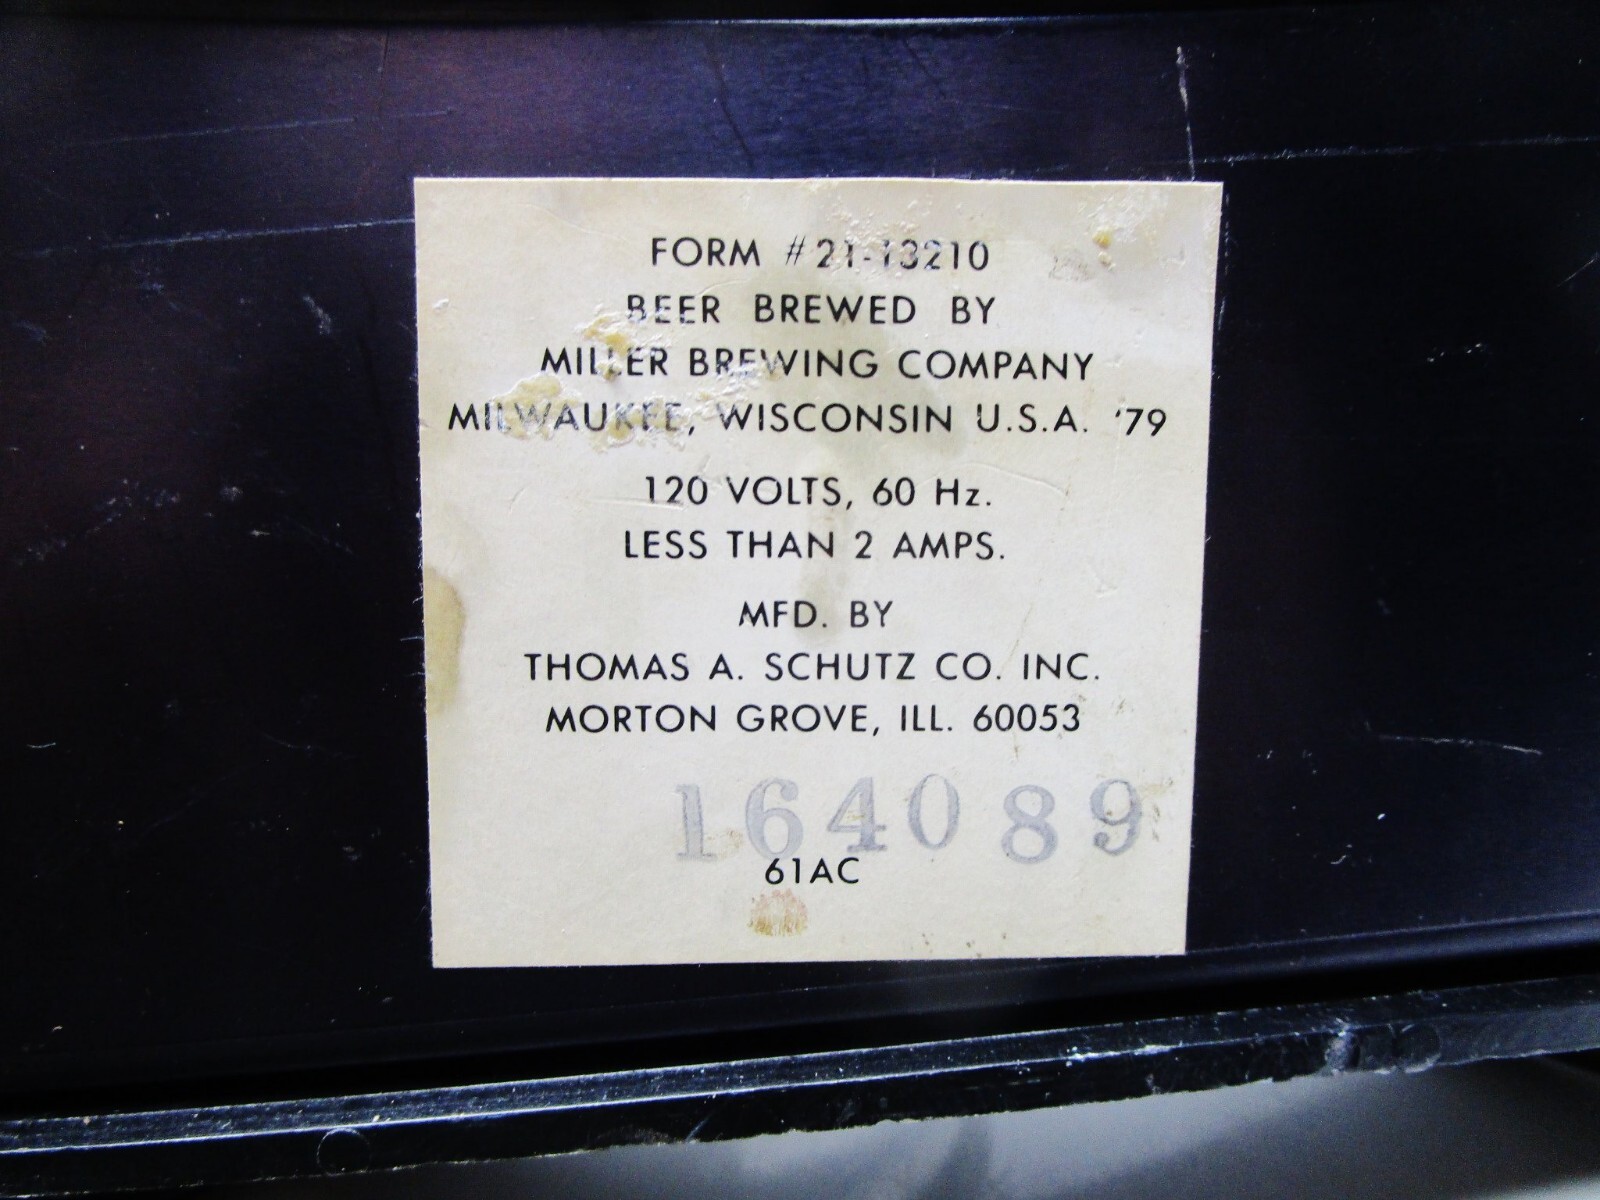 FORM #21-13210
BEER BREWED BY
MILLER BREWING COMPANY
MILWAUKEE, WISCONSIN U.S.A. '79
120 VOLTS, 60 Hz.
LESS THAN 2 AMPS.
MFD. BY
THOMAS A. SCHUTZ CO. INC.
MORTON GROVE, ILL. 60053
164089
61AC